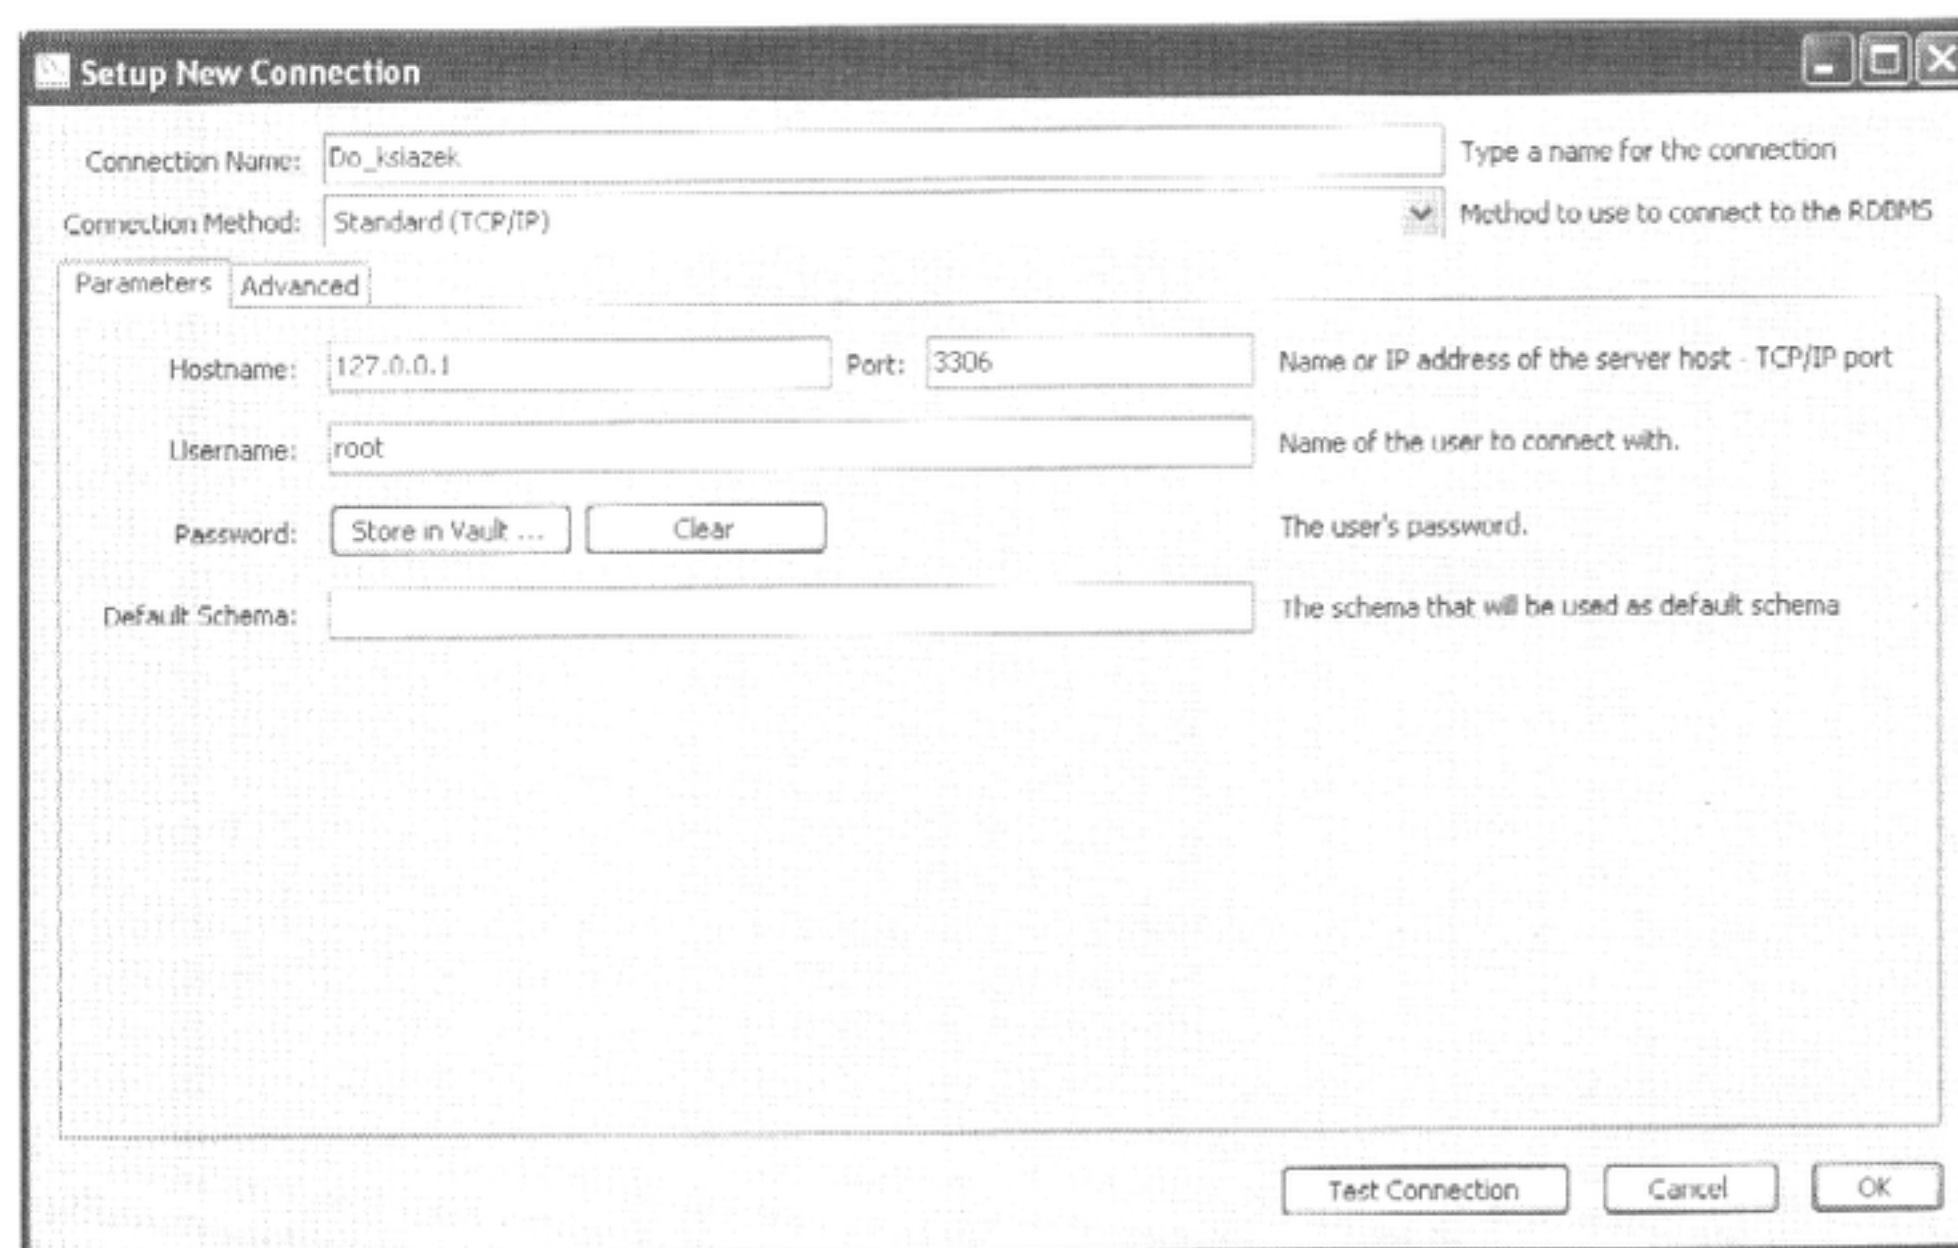 Setup New Connection
Connection Name: Do_ksiazek Type a name for the connection
Connection Method: Standard (TCP/IP) Method to use to connect to the RDBMS
Parameters Advanced
Hostname: 127.0.0.1 Port: 3306 Name or IP address of the server host - TCP/IP port
Username: root Name of the user to connect with.
Password: Store in Vault ... Clear The user's password.
Default Schema: The schema that will be used as default schema
Test Connection Cancel OK